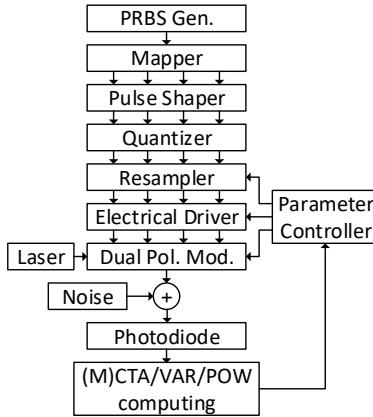 PRBS Gen.
Mapper
Pulse Shaper
Quantizer
Resampler
Electrical Driver
Parameter
Controller
Laser
Dual Pol. Mod.
Noise
+
Photodiode
(M)CTA/VAR/POW
computing